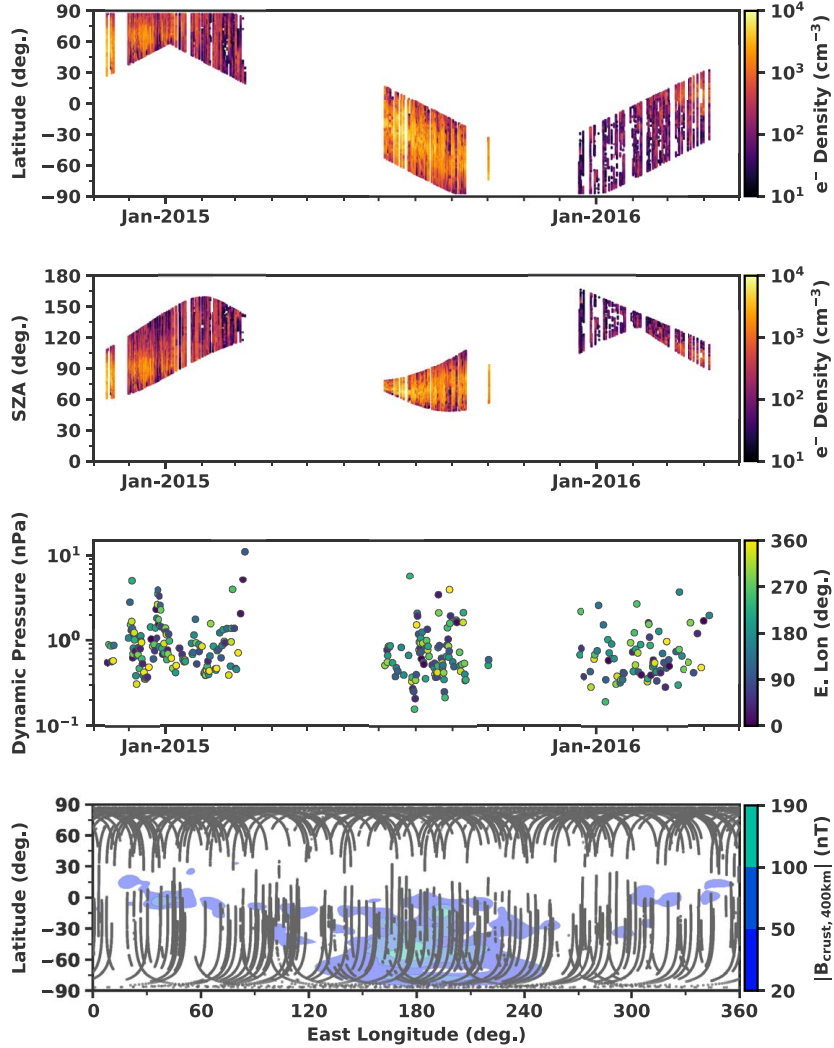 90
60
30
0
−30
−60
−90
Latitude (deg.)
Jan-2015
Jan-2016
10⁴
10³
10²
10¹
e⁻ Density (cm⁻³)
180
150
120
90
60
30
0
SZA (deg.)
Jan-2015
Jan-2016
10⁴
10³
10²
10¹
e⁻ Density (cm⁻³)
10¹
10⁰
10⁻¹
Dynamic Pressure (nPa)
Jan-2015
Jan-2016
360
270
180
90
0
E. Lon (deg.)
90
60
30
0
−30
−60
−90
Latitude (deg.)
0 60 120 180 240 300 360
East Longitude (deg.)
190
100
50
20
|B_crust, 400km| (nT)